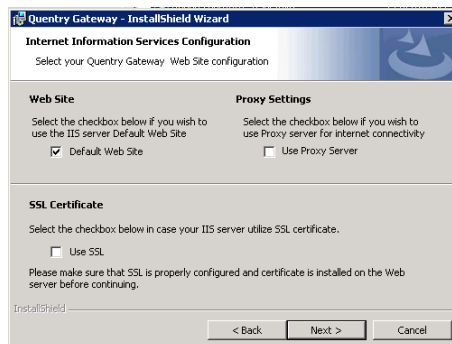 Quentry Gateway - InstallShield Wizard
Internet Information Services Configuration
Select your Quentry Gateway Web Site configuration
Web Site
Select the checkbox below if you wish to
use the IIS server Default Web Site
Default Web Site
Proxy Settings
Select the checkbox below if you wish to
use Proxy server for internet connectivity
Use Proxy Server
SSL Certificate
Select the checkbox below in case your IIS server utilize SSL certificate.
Use SSL
Please make sure that SSL is properly configured and certificate is installed on the Web
server before continuing.
InstallShield
< Back
Next >
Cancel